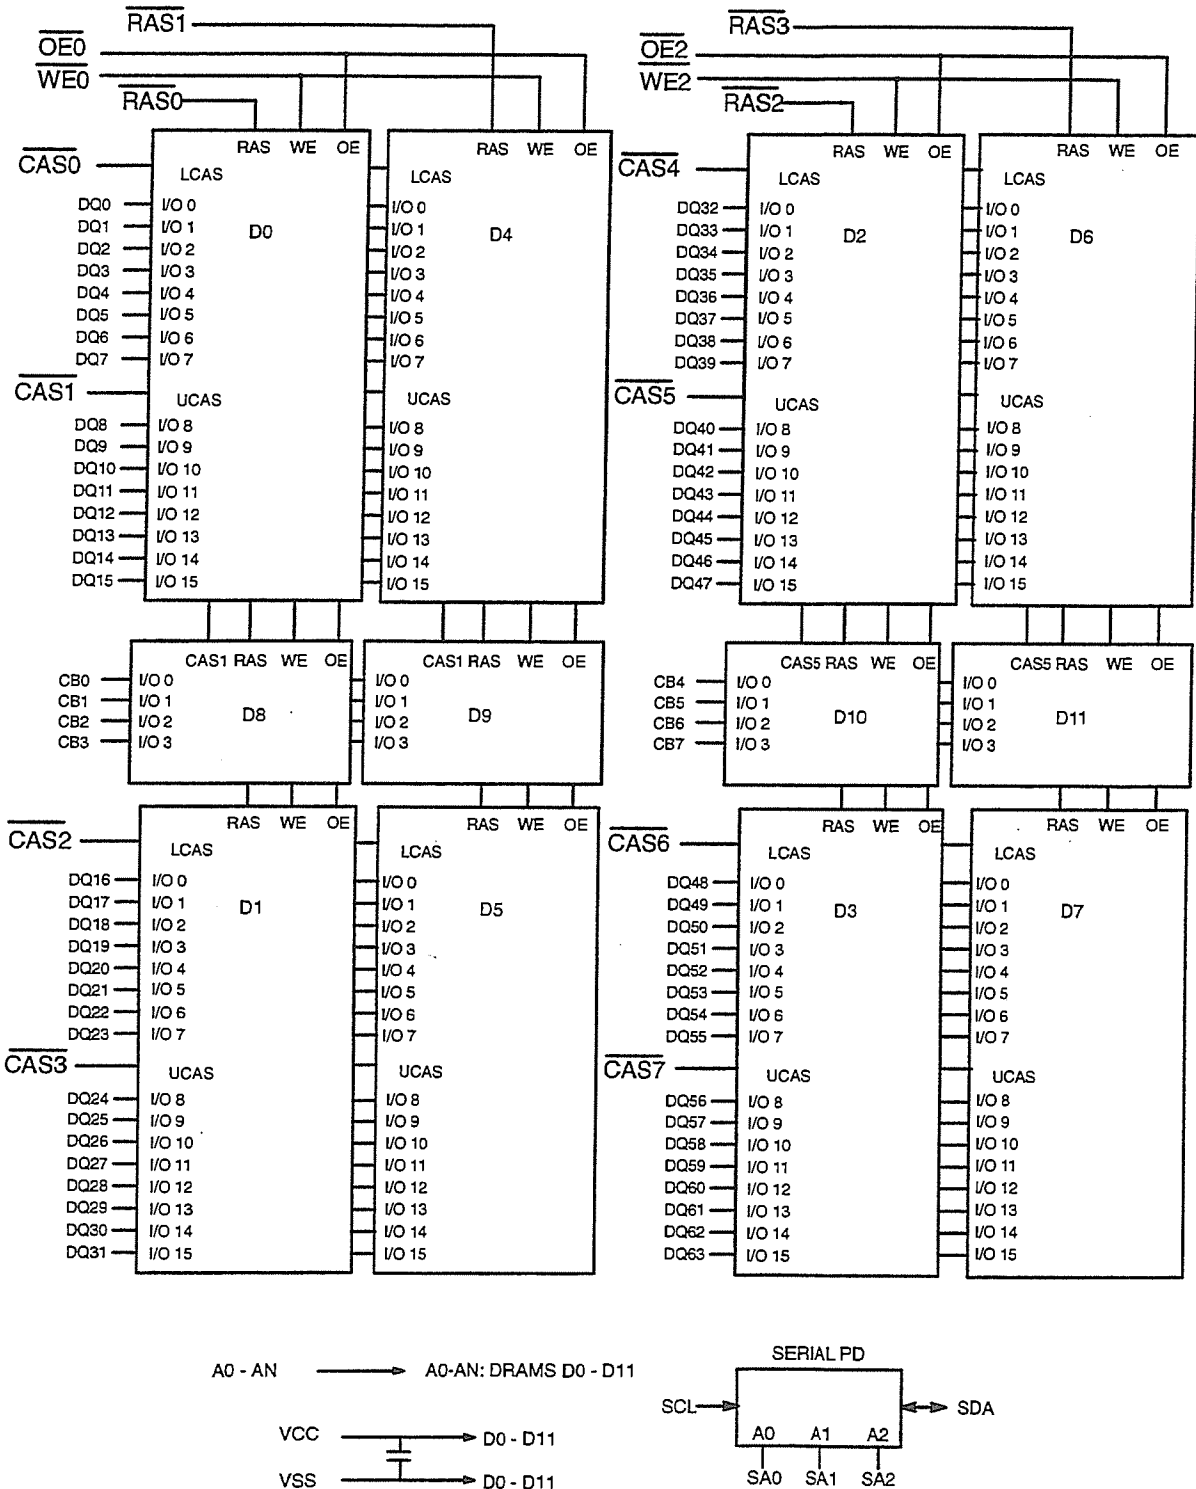 RAS1
OE0
WE0
RAS0
RAS WE OE
RAS WE OE
CAS0
LCAS
LCAS
DQ0 I/O 0 I/O 0
DQ1 I/O 1 D0 I/O 1 D4
DQ2 I/O 2 I/O 2
DQ3 I/O 3 I/O 3
DQ4 I/O 4 I/O 4
DQ5 I/O 5 I/O 5
DQ6 I/O 6 I/O 6
DQ7 I/O 7 I/O 7
CAS1
UCAS
UCAS
DQ8 I/O 8 I/O 8
DQ9 I/O 9 I/O 9
DQ10 I/O 10 I/O 10
DQ11 I/O 11 I/O 11
DQ12 I/O 12 I/O 12
DQ13 I/O 13 I/O 13
DQ14 I/O 14 I/O 14
DQ15 I/O 15 I/O 15
CAS1 RAS WE OE
CAS1 RAS WE OE
CB0 I/O 0 I/O 0
CB1 I/O 1 I/O 1
CB2 I/O 2 D8 I/O 2 D9
CB3 I/O 3 I/O 3
RAS WE OE
RAS WE OE
CAS2
LCAS
LCAS
DQ16 I/O 0 I/O 0
DQ17 I/O 1 D1 I/O 1 D5
DQ18 I/O 2 I/O 2
DQ19 I/O 3 I/O 3
DQ20 I/O 4 I/O 4
DQ21 I/O 5 I/O 5
DQ22 I/O 6 I/O 6
DQ23 I/O 7 I/O 7
CAS3
UCAS
UCAS
DQ24 I/O 8 I/O 8
DQ25 I/O 9 I/O 9
DQ26 I/O 10 I/O 10
DQ27 I/O 11 I/O 11
DQ28 I/O 12 I/O 12
DQ29 I/O 13 I/O 13
DQ30 I/O 14 I/O 14
DQ31 I/O 15 I/O 15
RAS3
OE2
WE2
RAS2
RAS WE OE
RAS WE OE
CAS4
LCAS
LCAS
DQ32 I/O 0 I/O 0
DQ33 I/O 1 D2 I/O 1 D6
DQ34 I/O 2 I/O 2
DQ35 I/O 3 I/O 3
DQ36 I/O 4 I/O 4
DQ37 I/O 5 I/O 5
DQ38 I/O 6 I/O 6
DQ39 I/O 7 I/O 7
CAS5
UCAS
UCAS
DQ40 I/O 8 I/O 8
DQ41 I/O 9 I/O 9
DQ42 I/O 10 I/O 10
DQ43 I/O 11 I/O 11
DQ44 I/O 12 I/O 12
DQ45 I/O 13 I/O 13
DQ46 I/O 14 I/O 14
DQ47 I/O 15 I/O 15
CAS5 RAS WE OE
CAS5 RAS WE OE
CB4 I/O 0 I/O 0
CB5 I/O 1 I/O 1
CB6 I/O 2 D10 I/O 2 D11
CB7 I/O 3 I/O 3
RAS WE OE
RAS WE OE
CAS6
LCAS
LCAS
DQ48 I/O 0 I/O 0
DQ49 I/O 1 D3 I/O 1 D7
DQ50 I/O 2 I/O 2
DQ51 I/O 3 I/O 3
DQ52 I/O 4 I/O 4
DQ53 I/O 5 I/O 5
DQ54 I/O 6 I/O 6
DQ55 I/O 7 I/O 7
CAS7
UCAS
UCAS
DQ56 I/O 8 I/O 8
DQ57 I/O 9 I/O 9
DQ58 I/O 10 I/O 10
DQ59 I/O 11 I/O 11
DQ60 I/O 12 I/O 12
DQ61 I/O 13 I/O 13
DQ62 I/O 14 I/O 14
DQ63 I/O 15 I/O 15
A0 - AN A0-AN: DRAMS D0 - D11
VCC D0 - D11
VSS D0 - D11
SERIAL PD
SCL SDA
A0 A1 A2
SA0 SA1 SA2